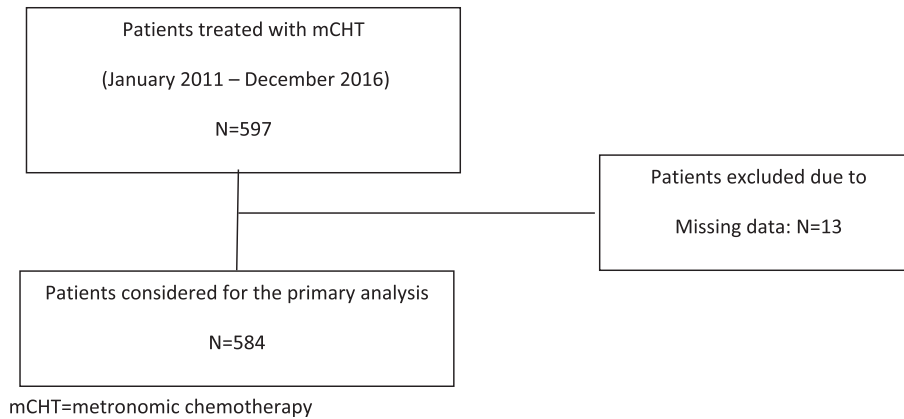 Patients treated with mCHT
(January 2011 – December 2016)
N=597
Patients excluded due to
Missing data: N=13
Patients considered for the primary analysis
N=584
mCHT=metronomic chemotherapy